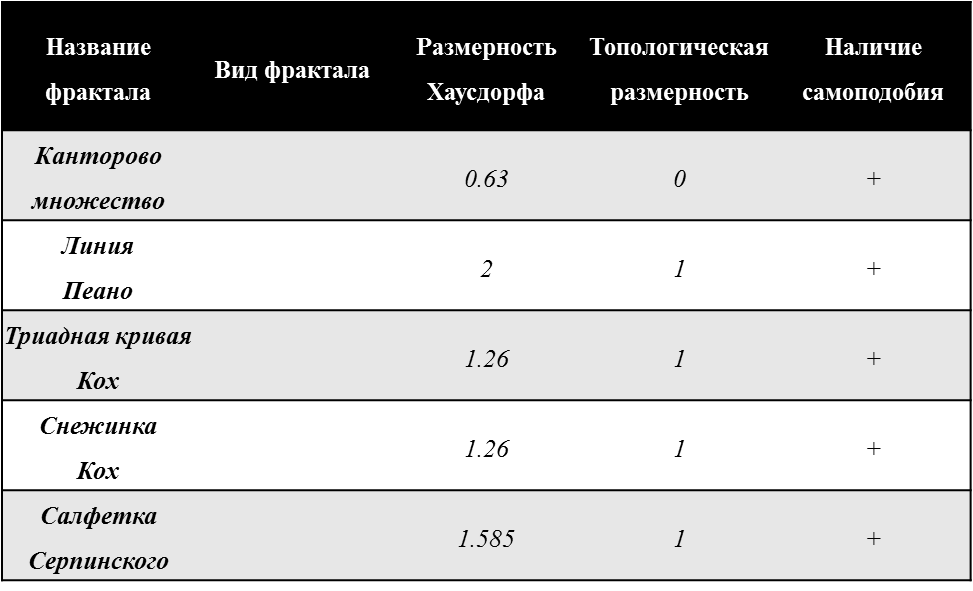 Название
фрактала
Вид фрактала
Размерность
Хаусдорфа
Топологическая
размерность
Наличие
самоподобия
Канторово
множество
0.63
0
+
Линия
Пеано
2
1
+
Триадная кривая
Кох
1.26
1
+
Снежинка
Кох
1.26
1
+
Салфетка
Серпинского
1.585
1
+